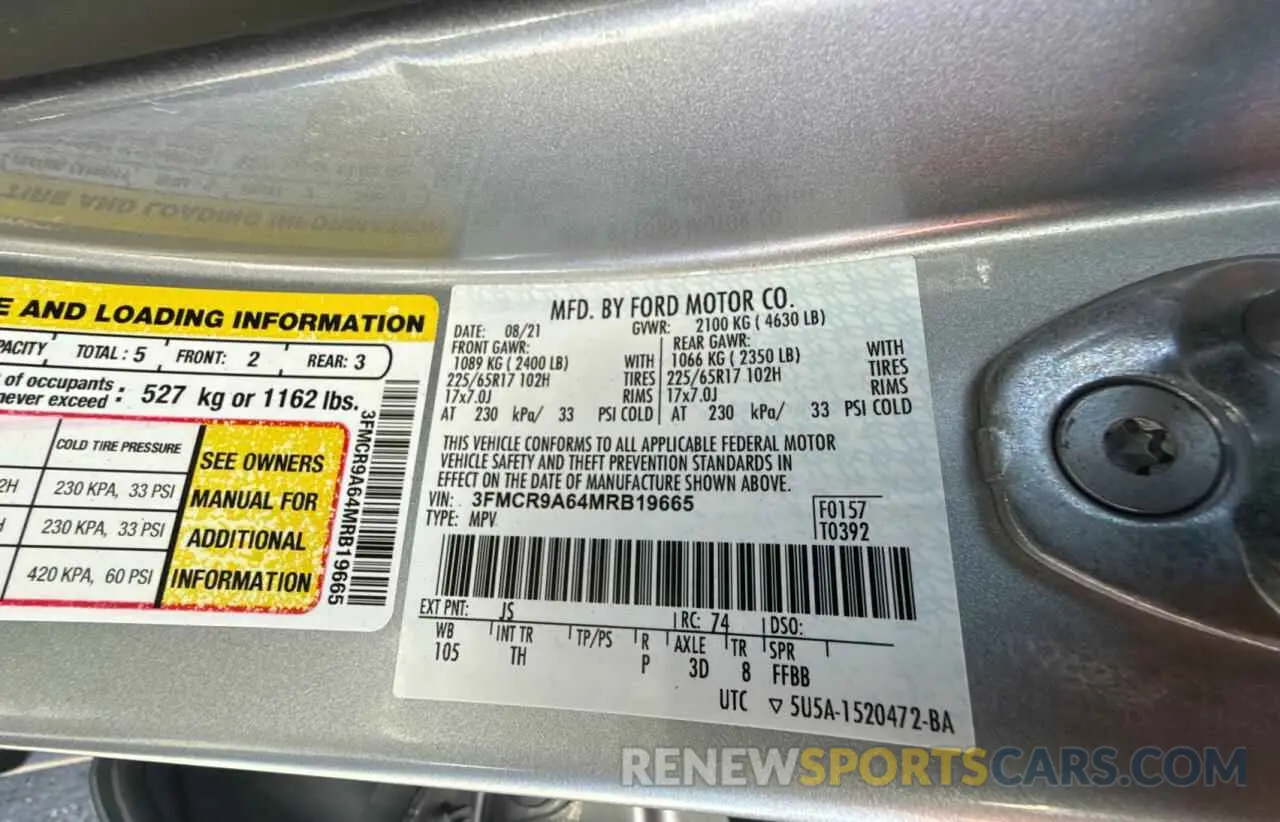 E AND LOADING INFORMATION
PACITY TOTAL: 5 FRONT: 2 REAR: 3
of occupants
never exceed : 527 kg or 1162 lbs.
COLD TIRE PRESSURE
2H 230 KPA, 33 PSI
H 230 KPA, 33 PSI
420 KPA, 60 PSI
SEE OWNERS
MANUAL FOR
ADDITIONAL
INFORMATION
3FMCR9A64MRB19665
MFD. BY FORD MOTOR CO.
DATE: 08/21 GVWR: 2100 KG ( 4630 LB)
FRONT GAWR: REAR GAWR:
1089 KG ( 2400 LB) WITH 1066 KG ( 2350 LB) WITH
225/65R17 102H TIRES 225/65R17 102H TIRES
17x7.0J RIMS 17x7.0J RIMS
AT 230 kPa/ 33 PSI COLD AT 230 kPa/ 33 PSI COLD
THIS VEHICLE CONFORMS TO ALL APPLICABLE FEDERAL MOTOR
VEHICLE SAFETY AND THEFT PREVENTION STANDARDS IN
EFFECT ON THE DATE OF MANUFACTURE SHOWN ABOVE.
VIN: 3FMCR9A64MRB19665
TYPE: MPV
F0157
T0392
EXT PNT: JS RC: 74 DSO:
WB INT TR TP/PS R AXLE TR SPR
105 TH P 3D 8 FFBB
UTC ▽ 5U5A-1520472-BA
RENEWSPORTSCARS.COM